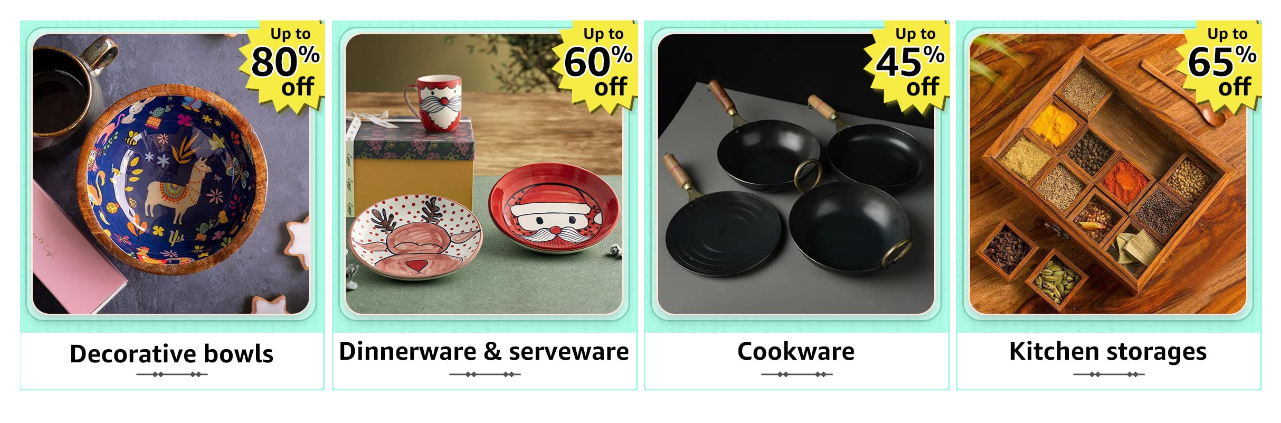 Up to
80%
off
Decorative bowls
Up to
60%
off
Dinnerware & serveware
Up to
45%
off
Cookware
Up to
65%
off
Kitchen storages